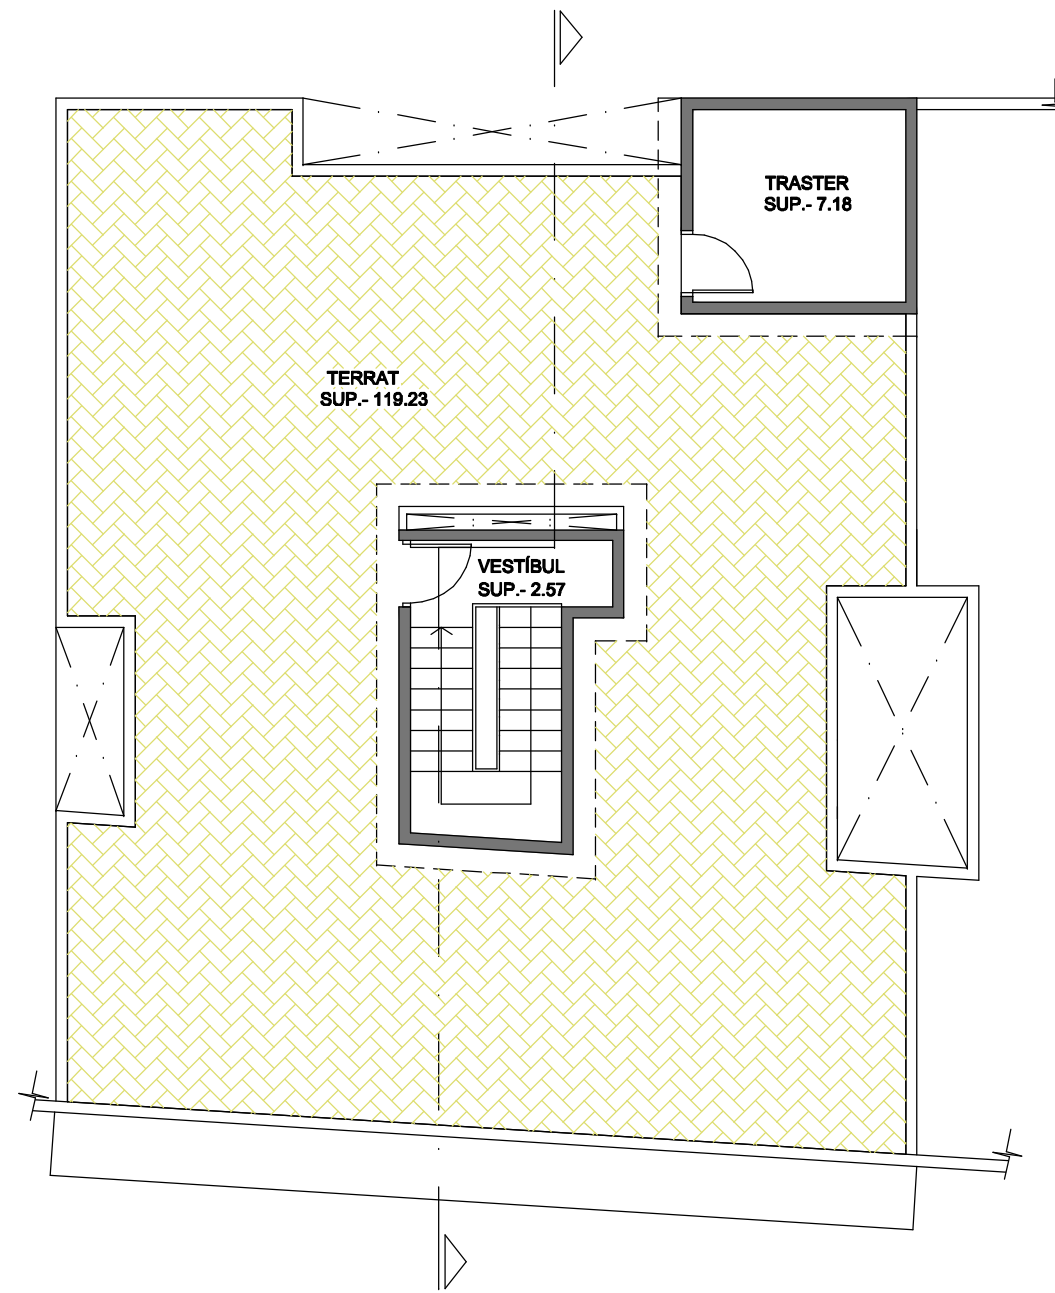 TRASTER
SUP.- 7.18
TERRAT
SUP.- 119.23
VESTÍBUL
SUP.- 2.57